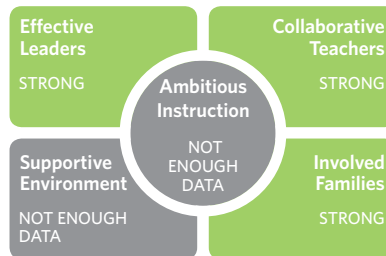 Effective
Leaders
STRONG
Collaborative
Teachers
STRONG
Ambitious
Instruction
NOT
ENOUGH
DATA
Supportive
Environment
NOT ENOUGH
DATA
Involved
Families
STRONG